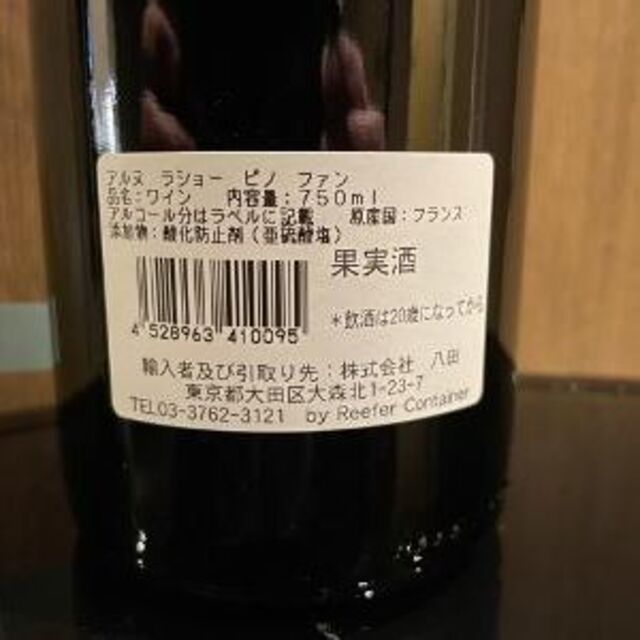 アルヌ ラショー ピノ ファン
品名:ワイン 内容量:750ml
アルコール分はラベルに記載 原産国:フランス
添加物:酸化防止剤(亜硫酸塩)
果実酒
4 528963 410095
*飲酒は20歳になってから
輸入者及び引取り先:株式会社 八田
東京都大田区大森北1-23-7
TEL03-3762-3121 by Reefer Container